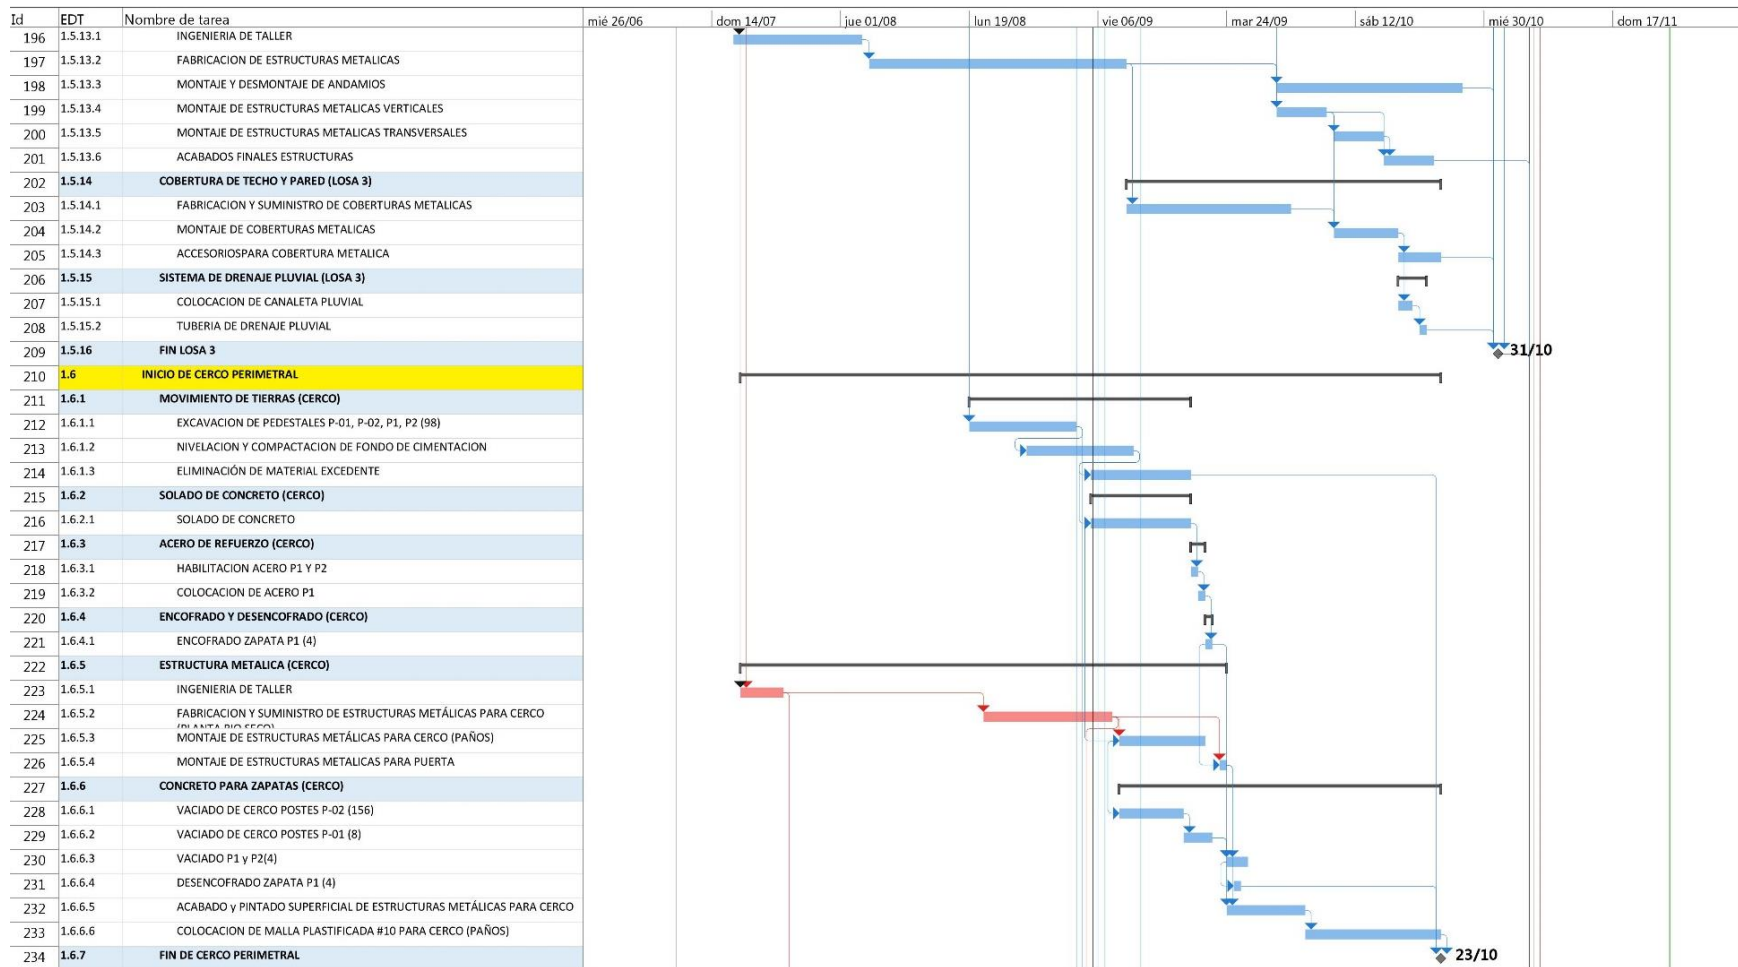 Id EDT Nombre de tarea mié 26/06 dom 14/07 jue 01/08 lun 19/08 vie 06/09 mar 24/09 sáb 12/10 mié 30/10 dom 17/11
196 1.5.13.1 INGENIERIA DE TALLER
197 1.5.13.2 FABRICACION DE ESTRUCTURAS METALICAS
198 1.5.13.3 MONTAJE Y DESMONTAJE DE ANDAMIOS
199 1.5.13.4 MONTAJE DE ESTRUCTURAS METALICAS VERTICALES
200 1.5.13.5 MONTAJE DE ESTRUCTURAS METALICAS TRANSVERSALES
201 1.5.13.6 ACABADOS FINALES ESTRUCTURAS
202 1.5.14 COBERTURA DE TECHO Y PARED (LOSA 3)
203 1.5.14.1 FABRICACION Y SUMINISTRO DE COBERTURAS METALICAS
204 1.5.14.2 MONTAJE DE COBERTURAS METALICAS
205 1.5.14.3 ACCESORIOSPARA COBERTURA METALICA
206 1.5.15 SISTEMA DE DRENAJE PLUVIAL (LOSA 3)
207 1.5.15.1 COLOCACION DE CANALETA PLUVIAL
208 1.5.15.2 TUBERIA DE DRENAJE PLUVIAL
209 1.5.16 FIN LOSA 3 31/10
210 1.6 INICIO DE CERCO PERIMETRAL
211 1.6.1 MOVIMIENTO DE TIERRAS (CERCO)
212 1.6.1.1 EXCAVACION DE PEDESTALES P-01, P-02, P1, P2 (98)
213 1.6.1.2 NIVELACION Y COMPACTACION DE FONDO DE CIMENTACION
214 1.6.1.3 ELIMINACIÓN DE MATERIAL EXCEDENTE
215 1.6.2 SOLADO DE CONCRETO (CERCO)
216 1.6.2.1 SOLADO DE CONCRETO
217 1.6.3 ACERO DE REFUERZO (CERCO)
218 1.6.3.1 HABILITACION ACERO P1 Y P2
219 1.6.3.2 COLOCACION DE ACERO P1
220 1.6.4 ENCOFRADO Y DESENCOFRADO (CERCO)
221 1.6.4.1 ENCOFRADO ZAPATA P1 (4)
222 1.6.5 ESTRUCTURA METALICA (CERCO)
223 1.6.5.1 INGENIERIA DE TALLER
224 1.6.5.2 FABRICACION Y SUMINISTRO DE ESTRUCTURAS METÁLICAS PARA CERCO
225 1.6.5.3 MONTAJE DE ESTRUCTURAS METÁLICAS PARA CERCO (PAÑOS)
226 1.6.5.4 MONTAJE DE ESTRUCTURAS METALICAS PARA PUERTA
227 1.6.6 CONCRETO PARA ZAPATAS (CERCO)
228 1.6.6.1 VACIADO DE CERCO POSTES P-02 (156)
229 1.6.6.2 VACIADO DE CERCO POSTES P-01 (8)
230 1.6.6.3 VACIADO P1 y P2(4)
231 1.6.6.4 DESENCOFRADO ZAPATA P1 (4)
232 1.6.6.5 ACABADO y PINTADO SUPERFICIAL DE ESTRUCTURAS METÁLICAS PARA CERCO
233 1.6.6.6 COLOCACION DE MALLA PLASTIFICADA #10 PARA CERCO (PAÑOS)
234 1.6.7 FIN DE CERCO PERIMETRAL 23/10